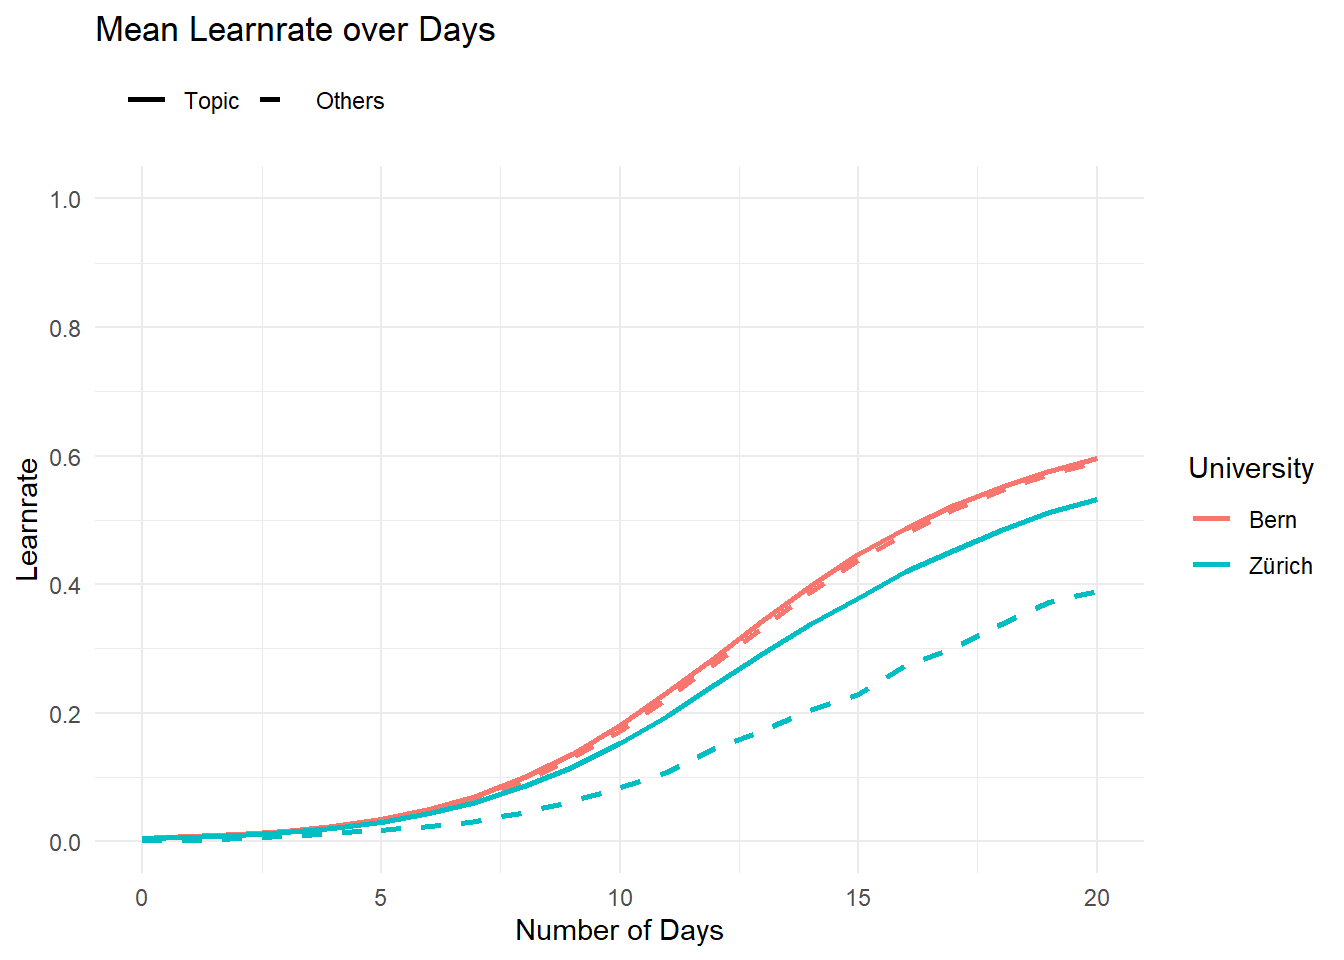 Mean Learnrate over Days
Topic Others
1.0
0.8
0.6
0.4
0.2
0.0
Learnrate
0 5 10 15 20
Number of Days
University
Bern
Zürich